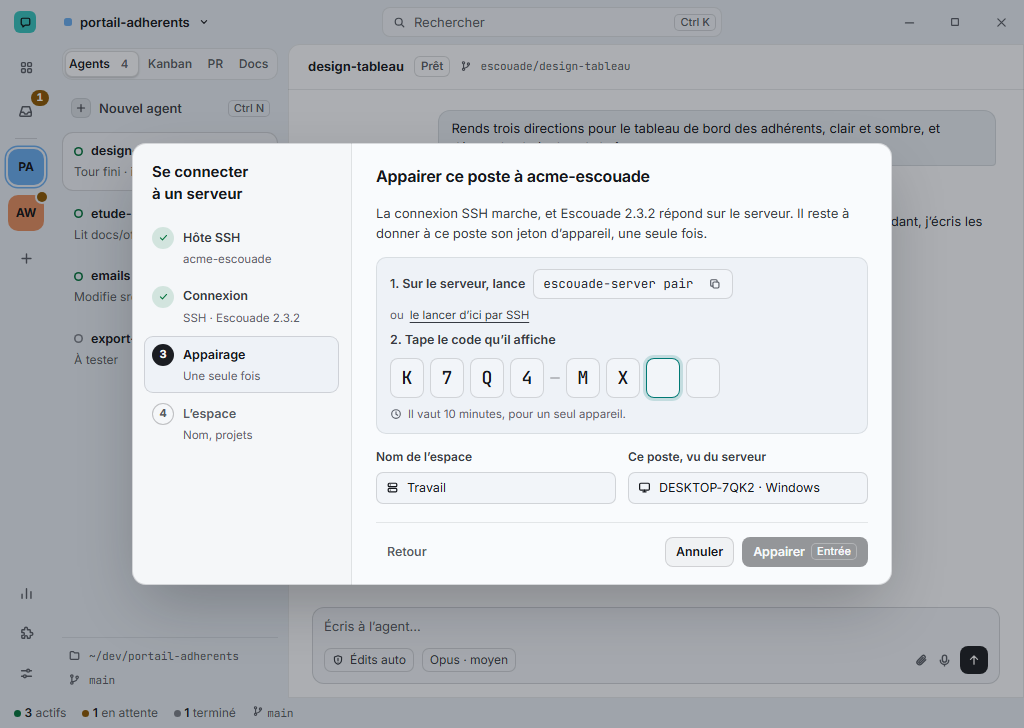 portail-adherents
Rechercher
Ctrl K
Agents 4
Kanban
PR
Docs
1
Nouvel agent
Ctrl N
PA
AW
design
Tour fini ·
etude-
Lit docs/
emails
Modifie
export-
À tester
~/dev/portail-adherents
main
design-tableau
Prêt
escouade/design-tableau
Rends trois directions pour le tableau de bord des adhérents, clair et sombre, et
j’écris les
Se connecter
à un serveur
Hôte SSH
acme-escouade
Connexion
SSH · Escouade 2.3.2
3 Appairage
Une seule fois
4 L’espace
Nom, projets
Appairer ce poste à acme-escouade
La connexion SSH marche, et Escouade 2.3.2 répond sur le serveur. Il reste à
donner à ce poste son jeton d’appareil, une seule fois.
1. Sur le serveur, lance escouade-server pair
ou le lancer d’ici par SSH
2. Tape le code qu’il affiche
K 7 Q 4 – M X
Il vaut 10 minutes, pour un seul appareil.
Nom de l’espace
Travail
Ce poste, vu du serveur
DESKTOP-7QK2 · Windows
Retour
Annuler
Appairer Entrée
Écris à l’agent…
Édits auto
Opus · moyen
3 actifs
1 en attente
1 terminé
main